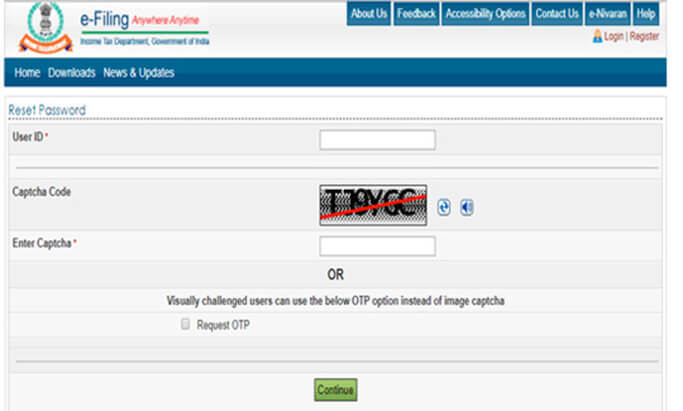 e-Filing Anywhere Anytime
Income Tax Department, Government of India
About Us Feedback Accessibility Options Contact Us e-Nivaran Help
Login | Register
Home Downloads News & Updates
Reset Password
User ID *
Captcha Code
Enter Captcha *
OR
Visually challenged users can use the below OTP option instead of image captcha
Request OTP
Continue